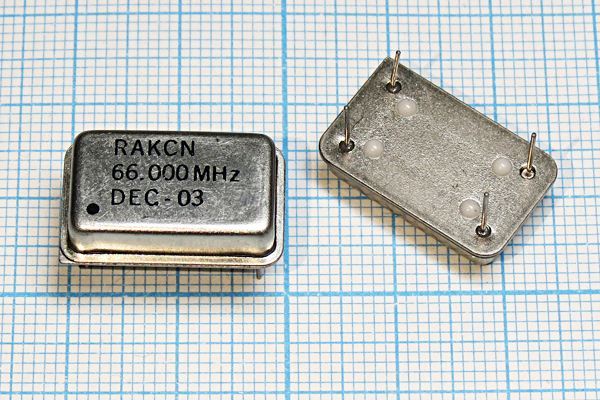 RAKCN
66.000MHz
DEC-03